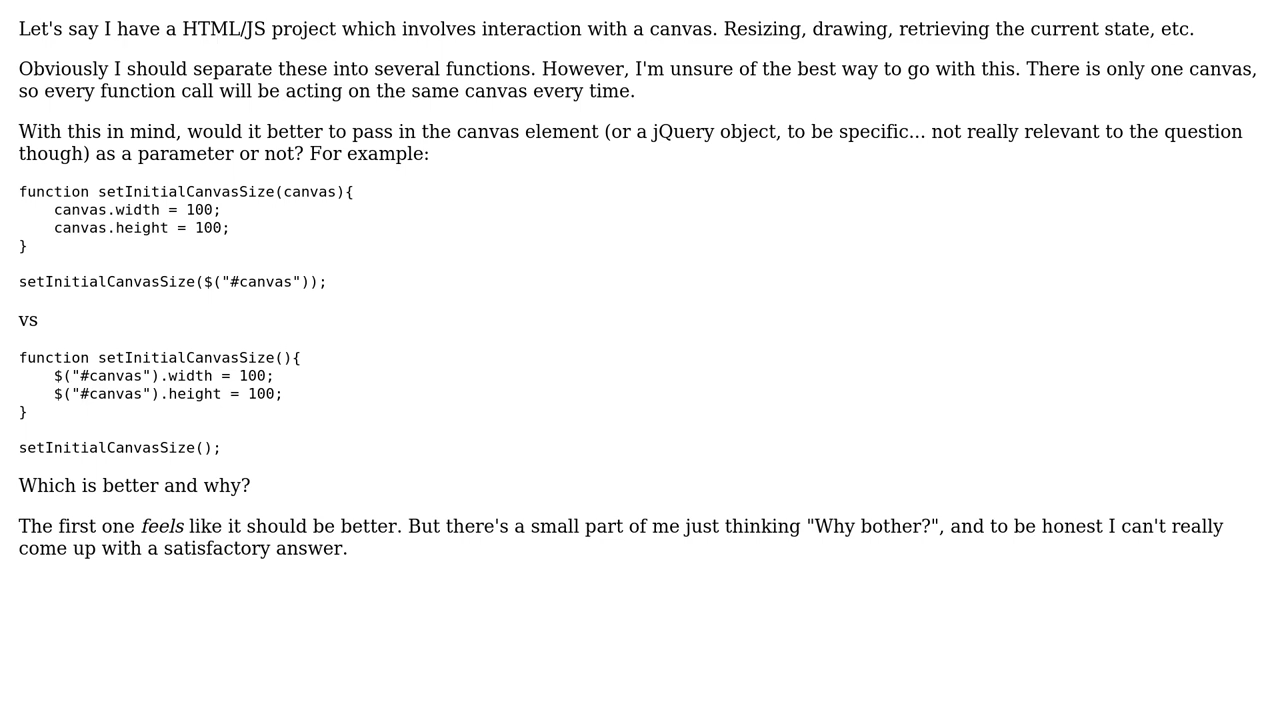 Let's say I have a HTML/JS project which involves interaction with a canvas. Resizing, drawing, retrieving the current state, etc.
Obviously I should separate these into several functions. However, I'm unsure of the best way to go with this. There is only one canvas,
so every function call will be acting on the same canvas every time.
With this in mind, would it better to pass in the canvas element (or a jQuery object, to be specific... not really relevant to the question
though) as a parameter or not? For example:
function setInitialCanvasSize(canvas){
    canvas.width = 100;
    canvas.height = 100;
}
setInitialCanvasSize($("#canvas"));
vs
function setInitialCanvasSize(){
    $("#canvas").width = 100;
    $("#canvas").height = 100;
}
setInitialCanvasSize();
Which is better and why?
The first one feels like it should be better. But there's a small part of me just thinking "Why bother?", and to be honest I can't really
come up with a satisfactory answer.